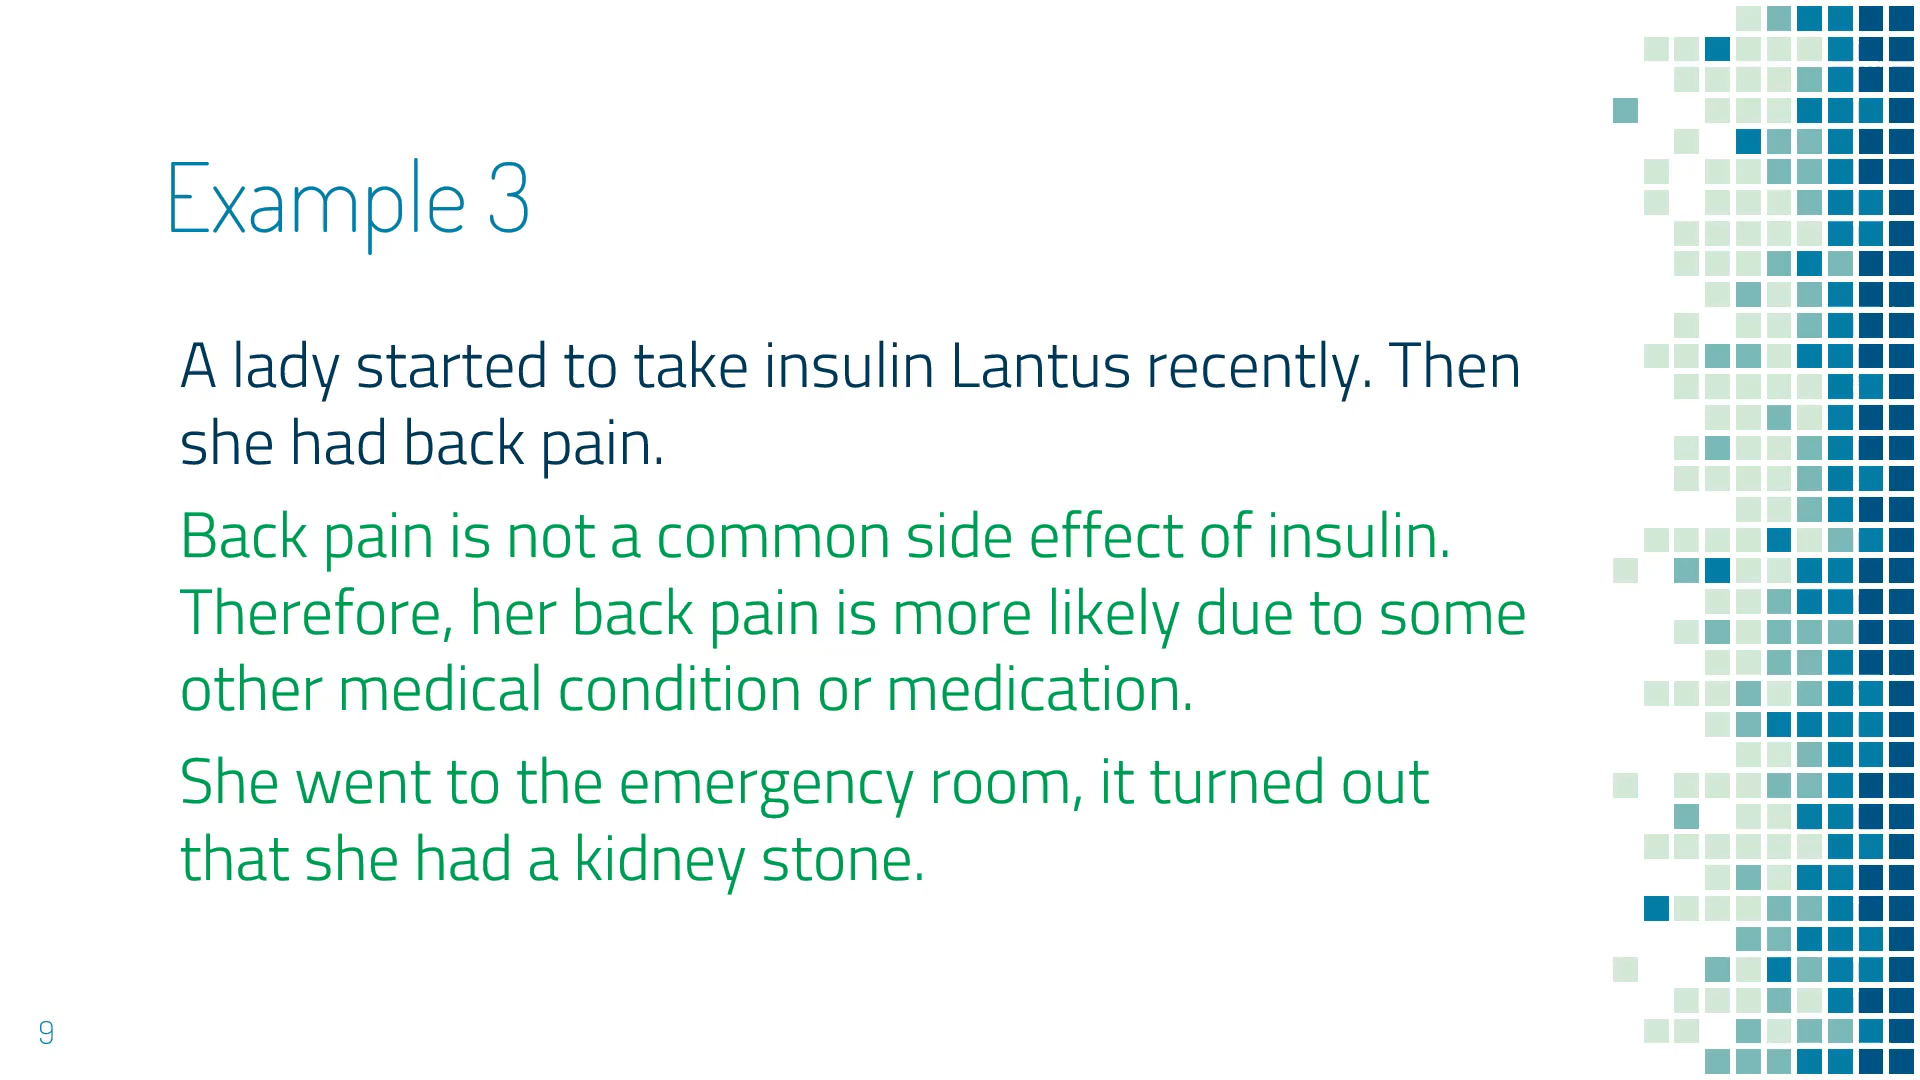 Example 3
A lady started to take insulin Lantus recently. Then
she had back pain.
Back pain is not a common side effect of insulin.
Therefore, her back pain is more likely due to some
other medical condition or medication.
She went to the emergency room, it turned out
that she had a kidney stone.
9